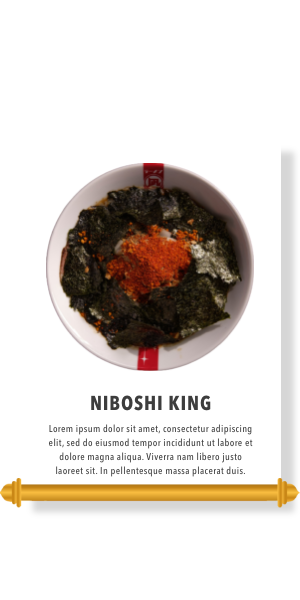 NIBOSHI KING
Lorem ipsum dolor sit amet, consectetur adipiscing
elit, sed do eiusmod tempor incididunt ut labore et
dolore magna aliqua. Viverra nam libero justo
laoreet sit. In pellentesque massa placerat duis.